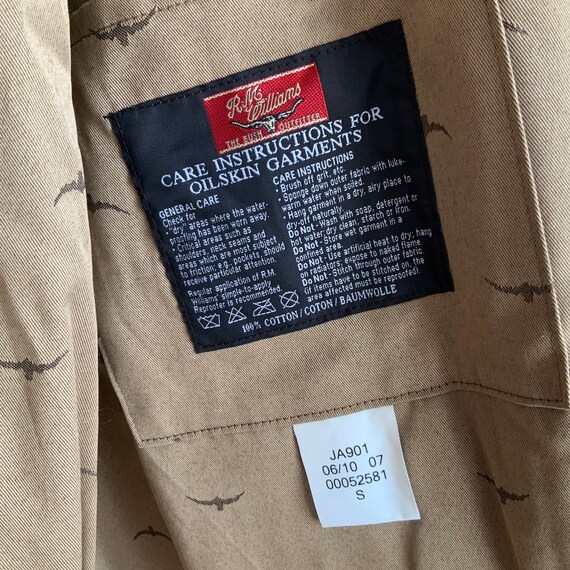 R.M.
Williams
THE BUSH OUTFITTER
CARE INSTRUCTIONS FOR
OILSKIN GARMENTS
GENERAL CARE
Check for
• "dry" areas where the water-
proofing has been worn away.
• Critical areas such as
shoulders, neck seams and
areas which are most subject
to friction, e.g. pockets, should
receive particular attention.
Regular application of R.M.
Williams' simple-to-apply
Reproofer is recommended.
CARE INSTRUCTIONS
• Brush off grit, etc.
• Sponge down outer fabric with luke-
warm water when soiled.
• Hang garment in a dry, airy place to
dry-off naturally.
Do Not - Wash with soap, detergent or
hot water, dry clean, starch or iron.
Do Not - Store wet garment in a
confined area.
Do Not - Use artificial heat to dry; hang
on radiators, expose to naked flame.
Do Not - Stitch through outer fabric
(if items have to be stitched on, the
area affected must be reproofed).
100% COTTON / COTON / BAUMWOLLE
JA901
06/10 07
00052581
S